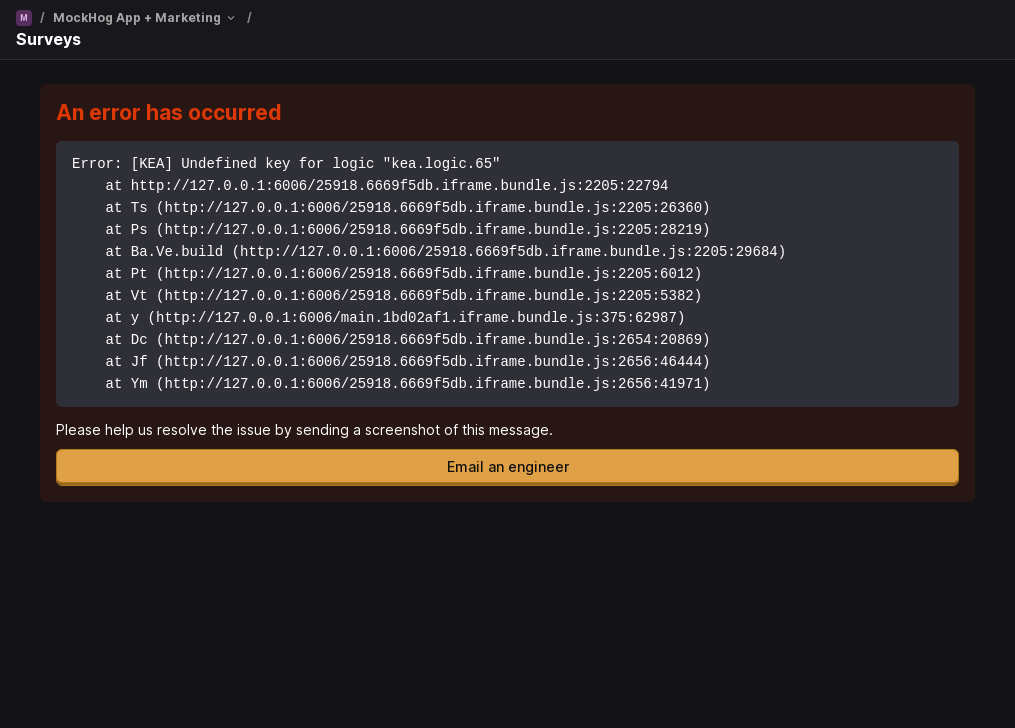 M / MockHog App + Marketing /
Surveys
An error has occurred
Error: [KEA] Undefined key for logic "kea.logic.65"
    at http://127.0.0.1:6006/25918.6669f5db.iframe.bundle.js:2205:22794
    at Ts (http://127.0.0.1:6006/25918.6669f5db.iframe.bundle.js:2205:26360)
    at Ps (http://127.0.0.1:6006/25918.6669f5db.iframe.bundle.js:2205:28219)
    at Ba.Ve.build (http://127.0.0.1:6006/25918.6669f5db.iframe.bundle.js:2205:29684)
    at Pt (http://127.0.0.1:6006/25918.6669f5db.iframe.bundle.js:2205:6012)
    at Vt (http://127.0.0.1:6006/25918.6669f5db.iframe.bundle.js:2205:5382)
    at y (http://127.0.0.1:6006/main.1bd02af1.iframe.bundle.js:375:62987)
    at Dc (http://127.0.0.1:6006/25918.6669f5db.iframe.bundle.js:2654:20869)
    at Jf (http://127.0.0.1:6006/25918.6669f5db.iframe.bundle.js:2656:46444)
    at Ym (http://127.0.0.1:6006/25918.6669f5db.iframe.bundle.js:2656:41971)
Please help us resolve the issue by sending a screenshot of this message.
Email an engineer